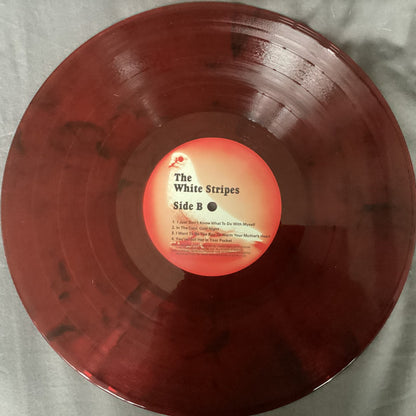 The
White Stripes
Side B
1. I Just Don't Know What To Do With Myself
2. In The Cold, Cold Night
3. I Want To Be The Boy To Warm Your Mother's Heart
4. You've Got Her In Your Pocket